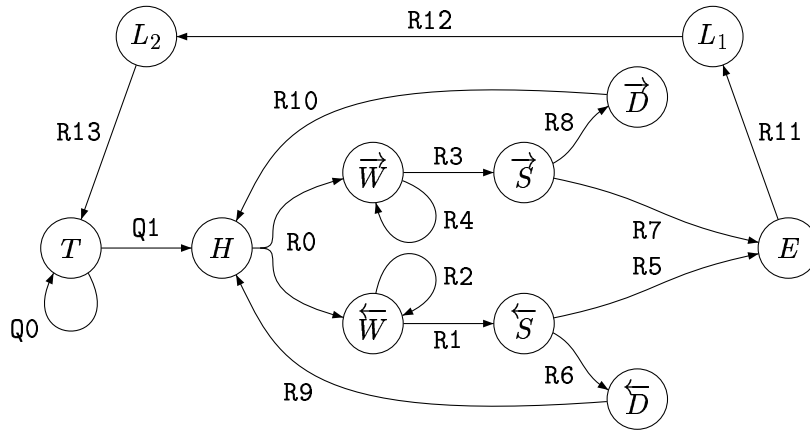 R12
L₂
L₁
R10
→D
R13
R8
R11
R3
→W
→S
R4
R7
Q1
T
H
R0
E
R2
R5
Q0
←W
←S
R1
R6
R9
←D